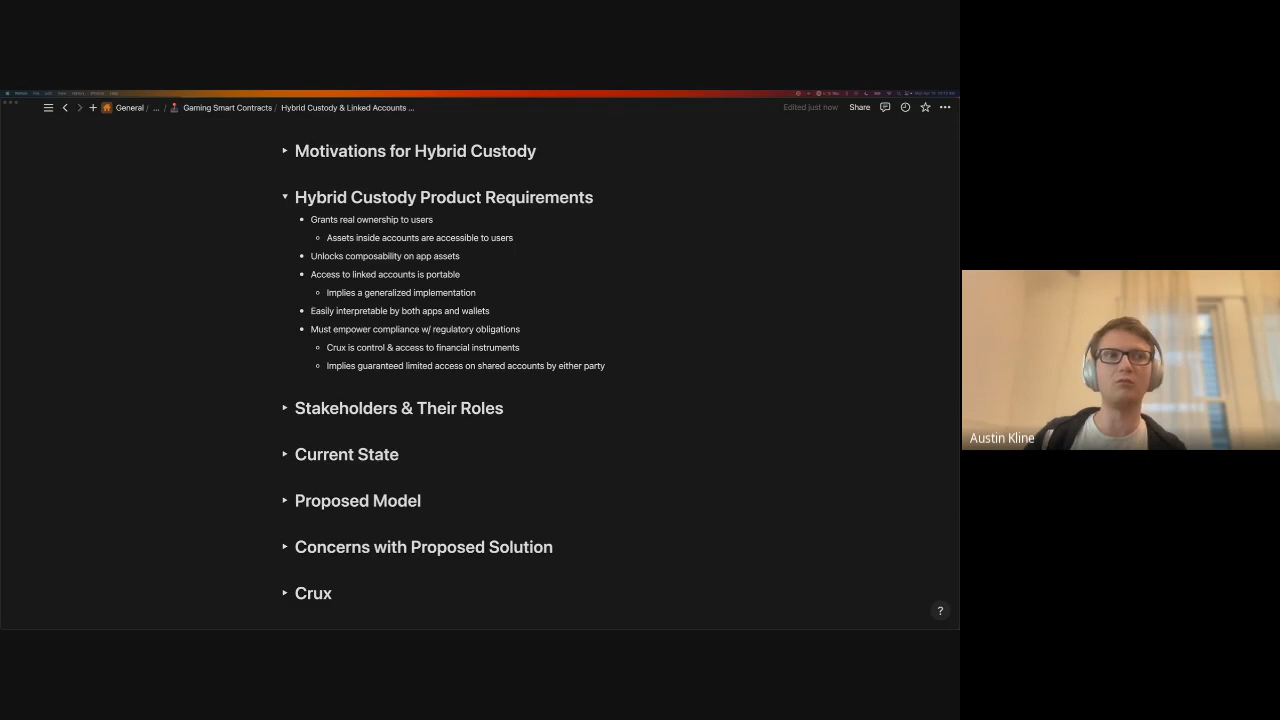 General / ... / Gaming Smart Contracts / Hybrid Custody & Linked Accounts ...
Edited just now Share
Motivations for Hybrid Custody
Hybrid Custody Product Requirements
Grants real ownership to users
Assets inside accounts are accessible to users
Unlocks composability on app assets
Access to linked accounts is portable
Implies a generalized implementation
Easily interpretable by both apps and wallets
Must empower compliance w/ regulatory obligations
Crux is control & access to financial instruments
Implies guaranteed limited access on shared accounts by either party
Stakeholders & Their Roles
Current State
Proposed Model
Concerns with Proposed Solution
Crux
?
Austin Kline